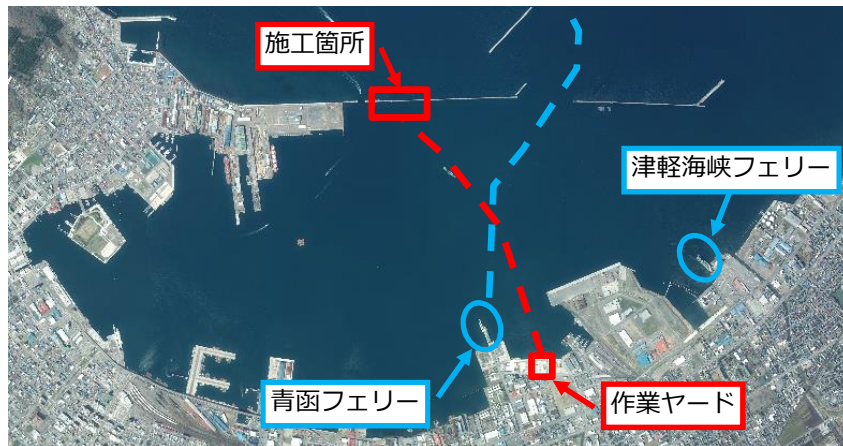 施工箇所
津軽海峡フェリー
青函フェリー
作業ヤード